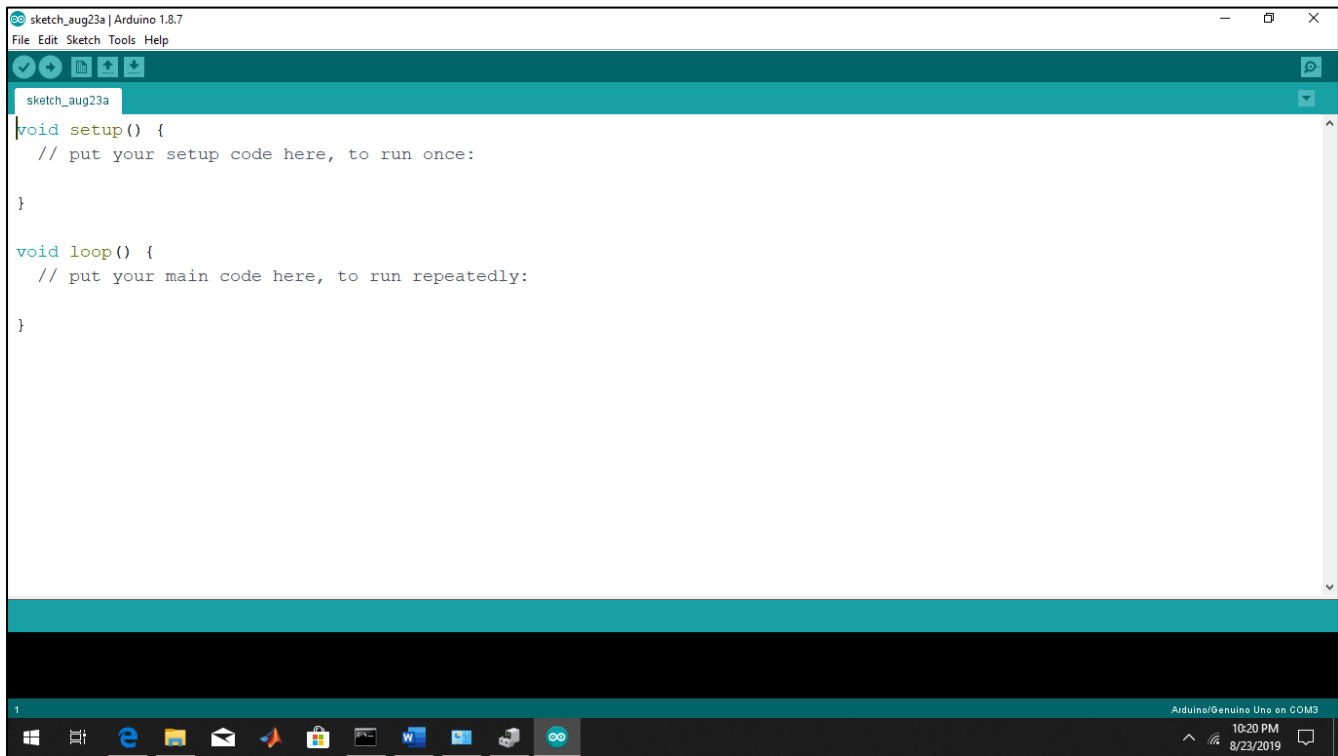 sketch_aug23a | Arduino 1.8.7
File Edit Sketch Tools Help
sketch_aug23a
void setup() {
  // put your setup code here, to run once:
}
void loop() {
  // put your main code here, to run repeatedly:
}
1
Arduino/Genuino Uno on COM3
10:20 PM
8/23/2019